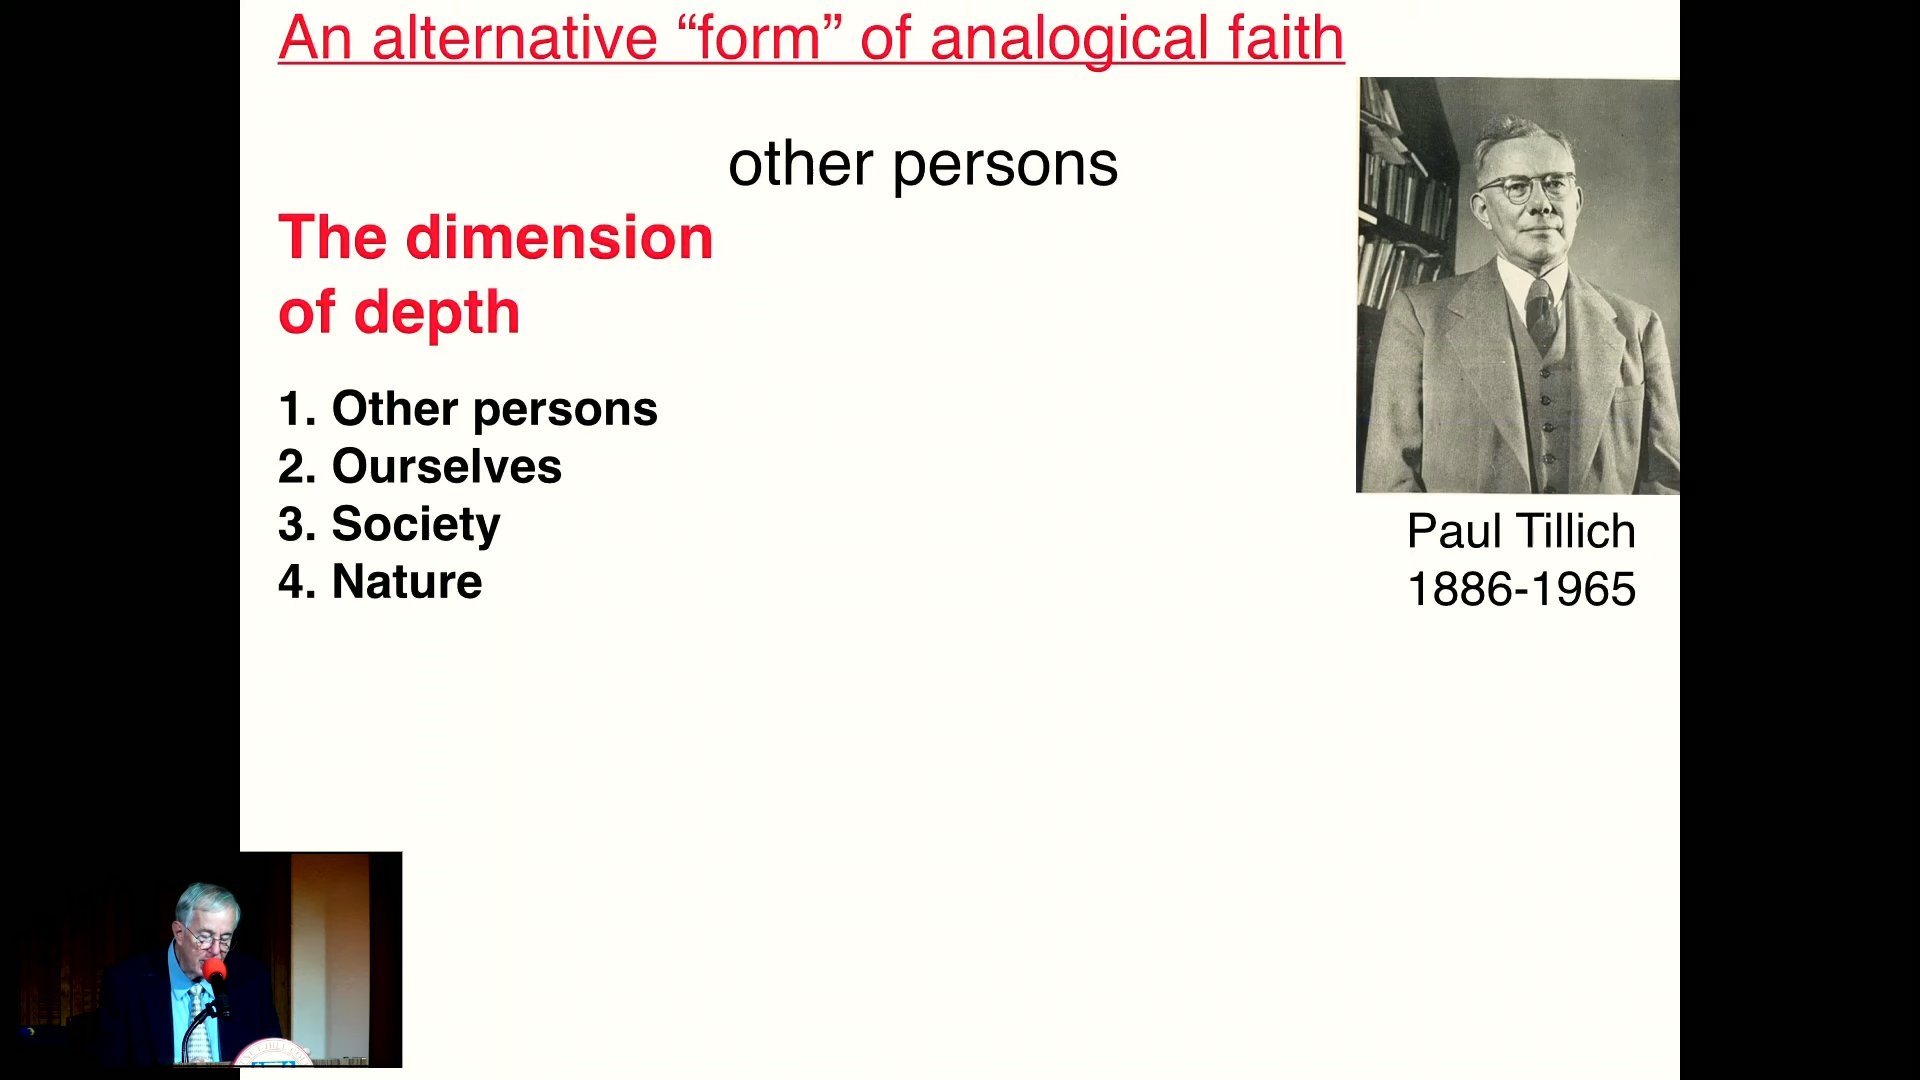 An alternative “form” of analogical faith
other persons
The dimension
of depth
1. Other persons
2. Ourselves
3. Society
4. Nature
Paul Tillich
1886-1965